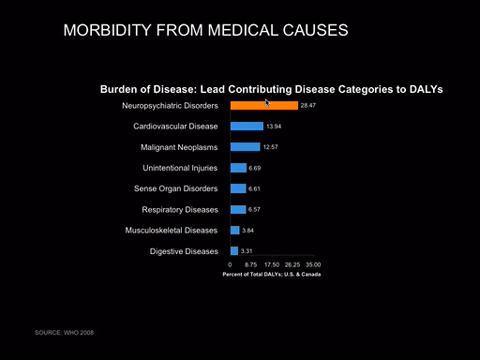 MORBIDITY FROM MEDICAL CAUSES
Burden of Disease: Lead Contributing Disease Categories to DALYs
Neuropsychiatric Disorders 28.47
Cardiovascular Disease 13.94
Malignant Neoplasms 12.57
Unintentional Injuries 6.69
Sense Organ Disorders 6.61
Respiratory Diseases 6.57
Musculoskeletal Diseases 3.84
Digestive Diseases 3.31
0 8.75 17.50 26.25 35.00
Percent of Total DALYs; U.S. & Canada
SOURCE: WHO 2008